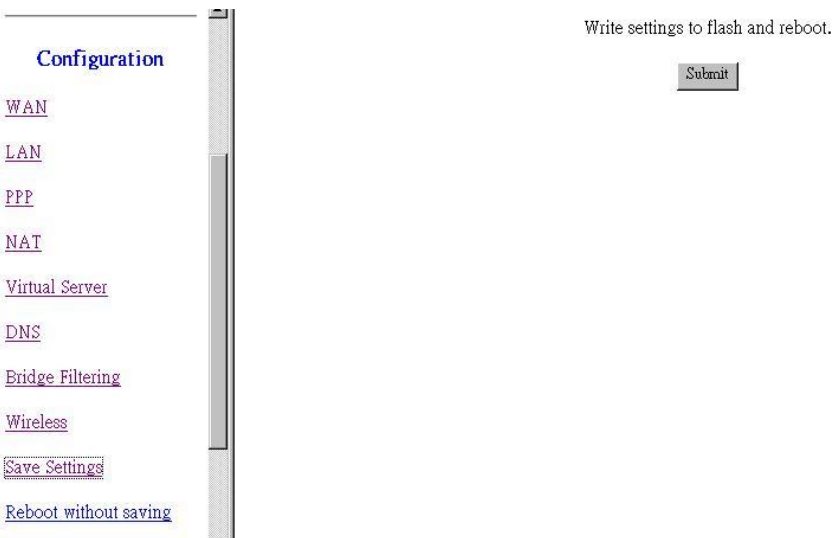 Configuration
WAN
LAN
PPP
NAT
Virtual Server
DNS
Bridge Filtering
Wireless
Save Settings
Reboot without saving
Write settings to flash and reboot.
Submit